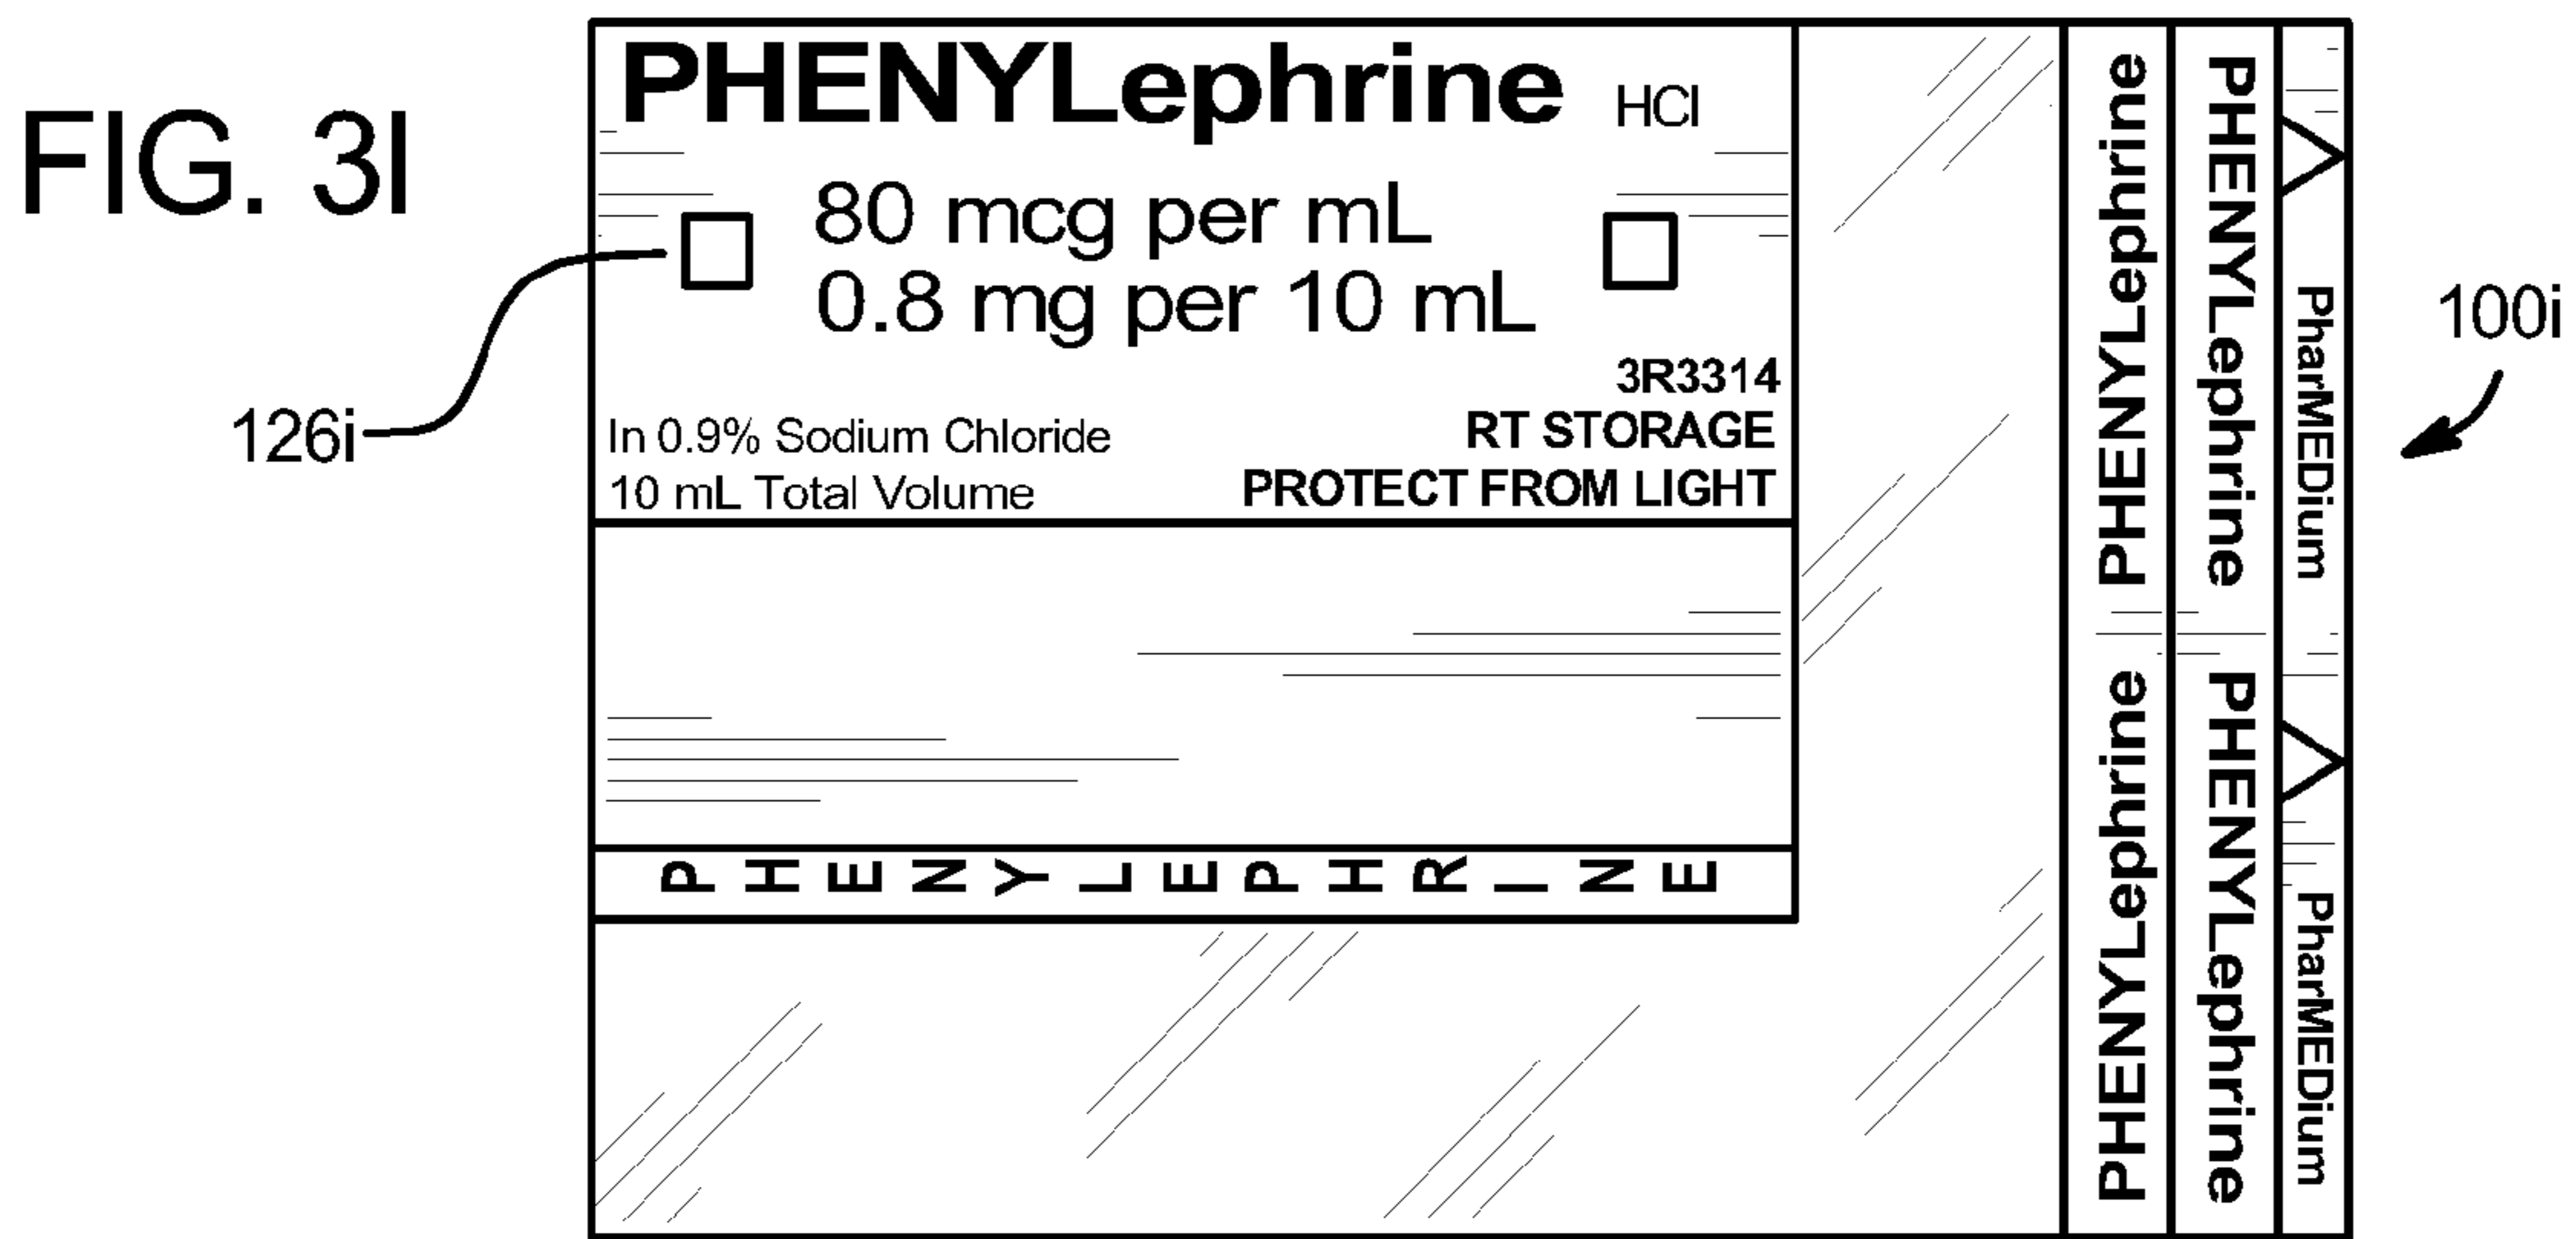 FIG. 3I
PHENYLephrine HCl
80 mcg per mL
0.8 mg per 10 mL
3R3314
In 0.9% Sodium Chloride
RT STORAGE
10 mL Total Volume
PROTECT FROM LIGHT
126i
PHENYLEPHRINE
PHENYLephrine PHENYLephrine
PHENYLephrine PHENYLephrine
PharMEDium PharMEDium
100i